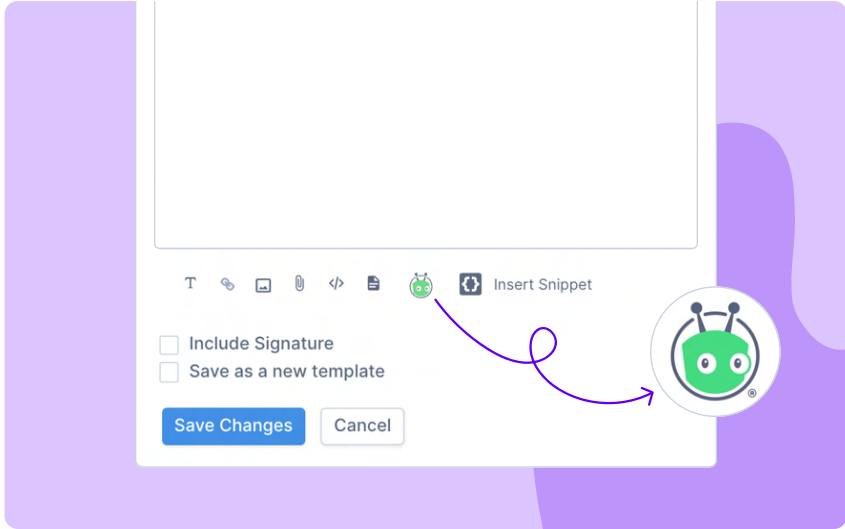 T </> {} Insert Snippet
Include Signature
Save as a new template
Save Changes Cancel
®